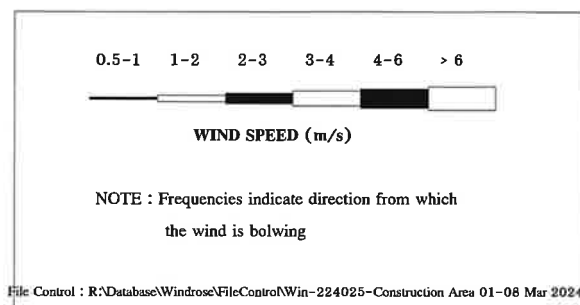 0.5-1 1-2 2-3 3-4 4-6 > 6
WIND SPEED (m/s)
NOTE : Frequencies indicate direction from which
the wind is bolwing
File Control : R:\Database\Windrose\FileControl\Win-224025-Construction Area 01-08 Mar 2024